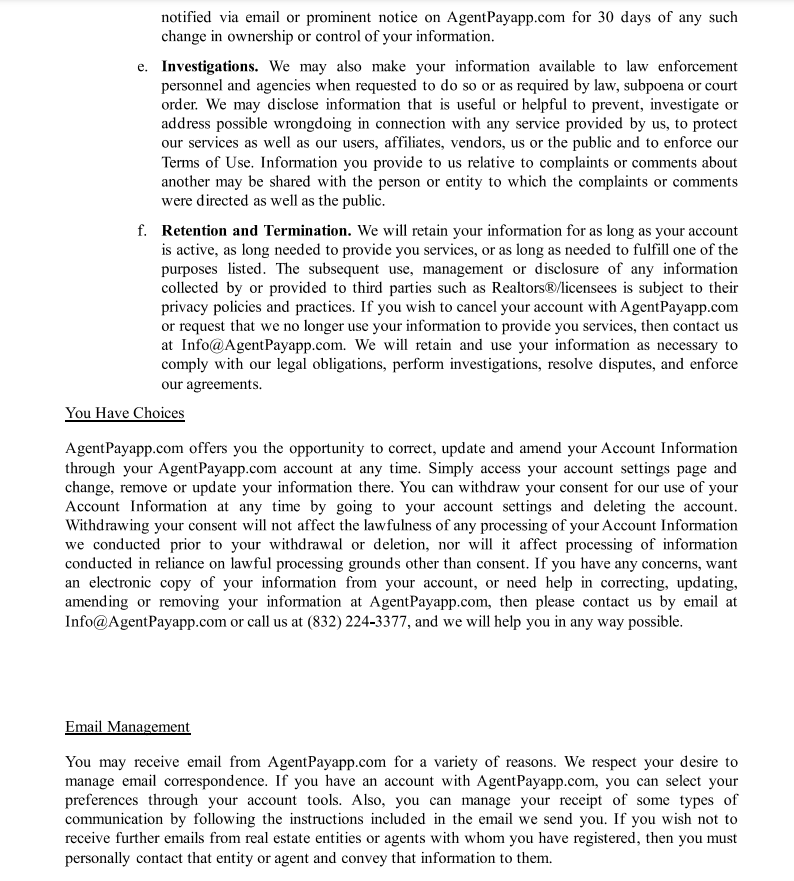 notified via email or prominent notice on AgentPayapp.com for 30 days of any such
change in ownership or control of your information.
e. Investigations. We may also make your information available to law enforcement
personnel and agencies when requested to do so or as required by law, subpoena or court
order. We may disclose information that is useful or helpful to prevent, investigate or
address possible wrongdoing in connection with any service provided by us, to protect
our services as well as our users, affiliates, vendors, us or the public and to enforce our
Terms of Use. Information you provide to us relative to complaints or comments about
another may be shared with the person or entity to which the complaints or comments
were directed as well as the public.
f. Retention and Termination. We will retain your information for as long as your account
is active, as long needed to provide you services, or as long as needed to fulfill one of the
purposes listed. The subsequent use, management or disclosure of any information
collected by or provided to third parties such as Realtors®/licensees is subject to their
privacy policies and practices. If you wish to cancel your account with AgentPayapp.com
or request that we no longer use your information to provide you services, then contact us
at Info@AgentPayapp.com. We will retain and use your information as necessary to
comply with our legal obligations, perform investigations, resolve disputes, and enforce
our agreements.
You Have Choices
AgentPayapp.com offers you the opportunity to correct, update and amend your Account Information
through your AgentPayapp.com account at any time. Simply access your account settings page and
change, remove or update your information there. You can withdraw your consent for our use of your
Account Information at any time by going to your account settings and deleting the account.
Withdrawing your consent will not affect the lawfulness of any processing of your Account Information
we conducted prior to your withdrawal or deletion, nor will it affect processing of information
conducted in reliance on lawful processing grounds other than consent. If you have any concerns, want
an electronic copy of your information from your account, or need help in correcting, updating,
amending or removing your information at AgentPayapp.com, then please contact us by email at
Info@AgentPayapp.com or call us at (832) 224-3377, and we will help you in any way possible.
Email Management
You may receive email from AgentPayapp.com for a variety of reasons. We respect your desire to
manage email correspondence. If you have an account with AgentPayapp.com, you can select your
preferences through your account tools. Also, you can manage your receipt of some types of
communication by following the instructions included in the email we send you. If you wish not to
receive further emails from real estate entities or agents with whom you have registered, then you must
personally contact that entity or agent and convey that information to them.